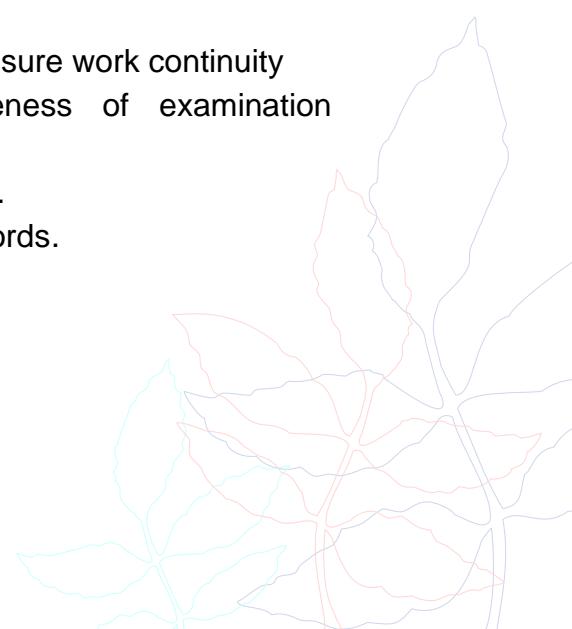 sure work continuity
eness of examination
.
ords.